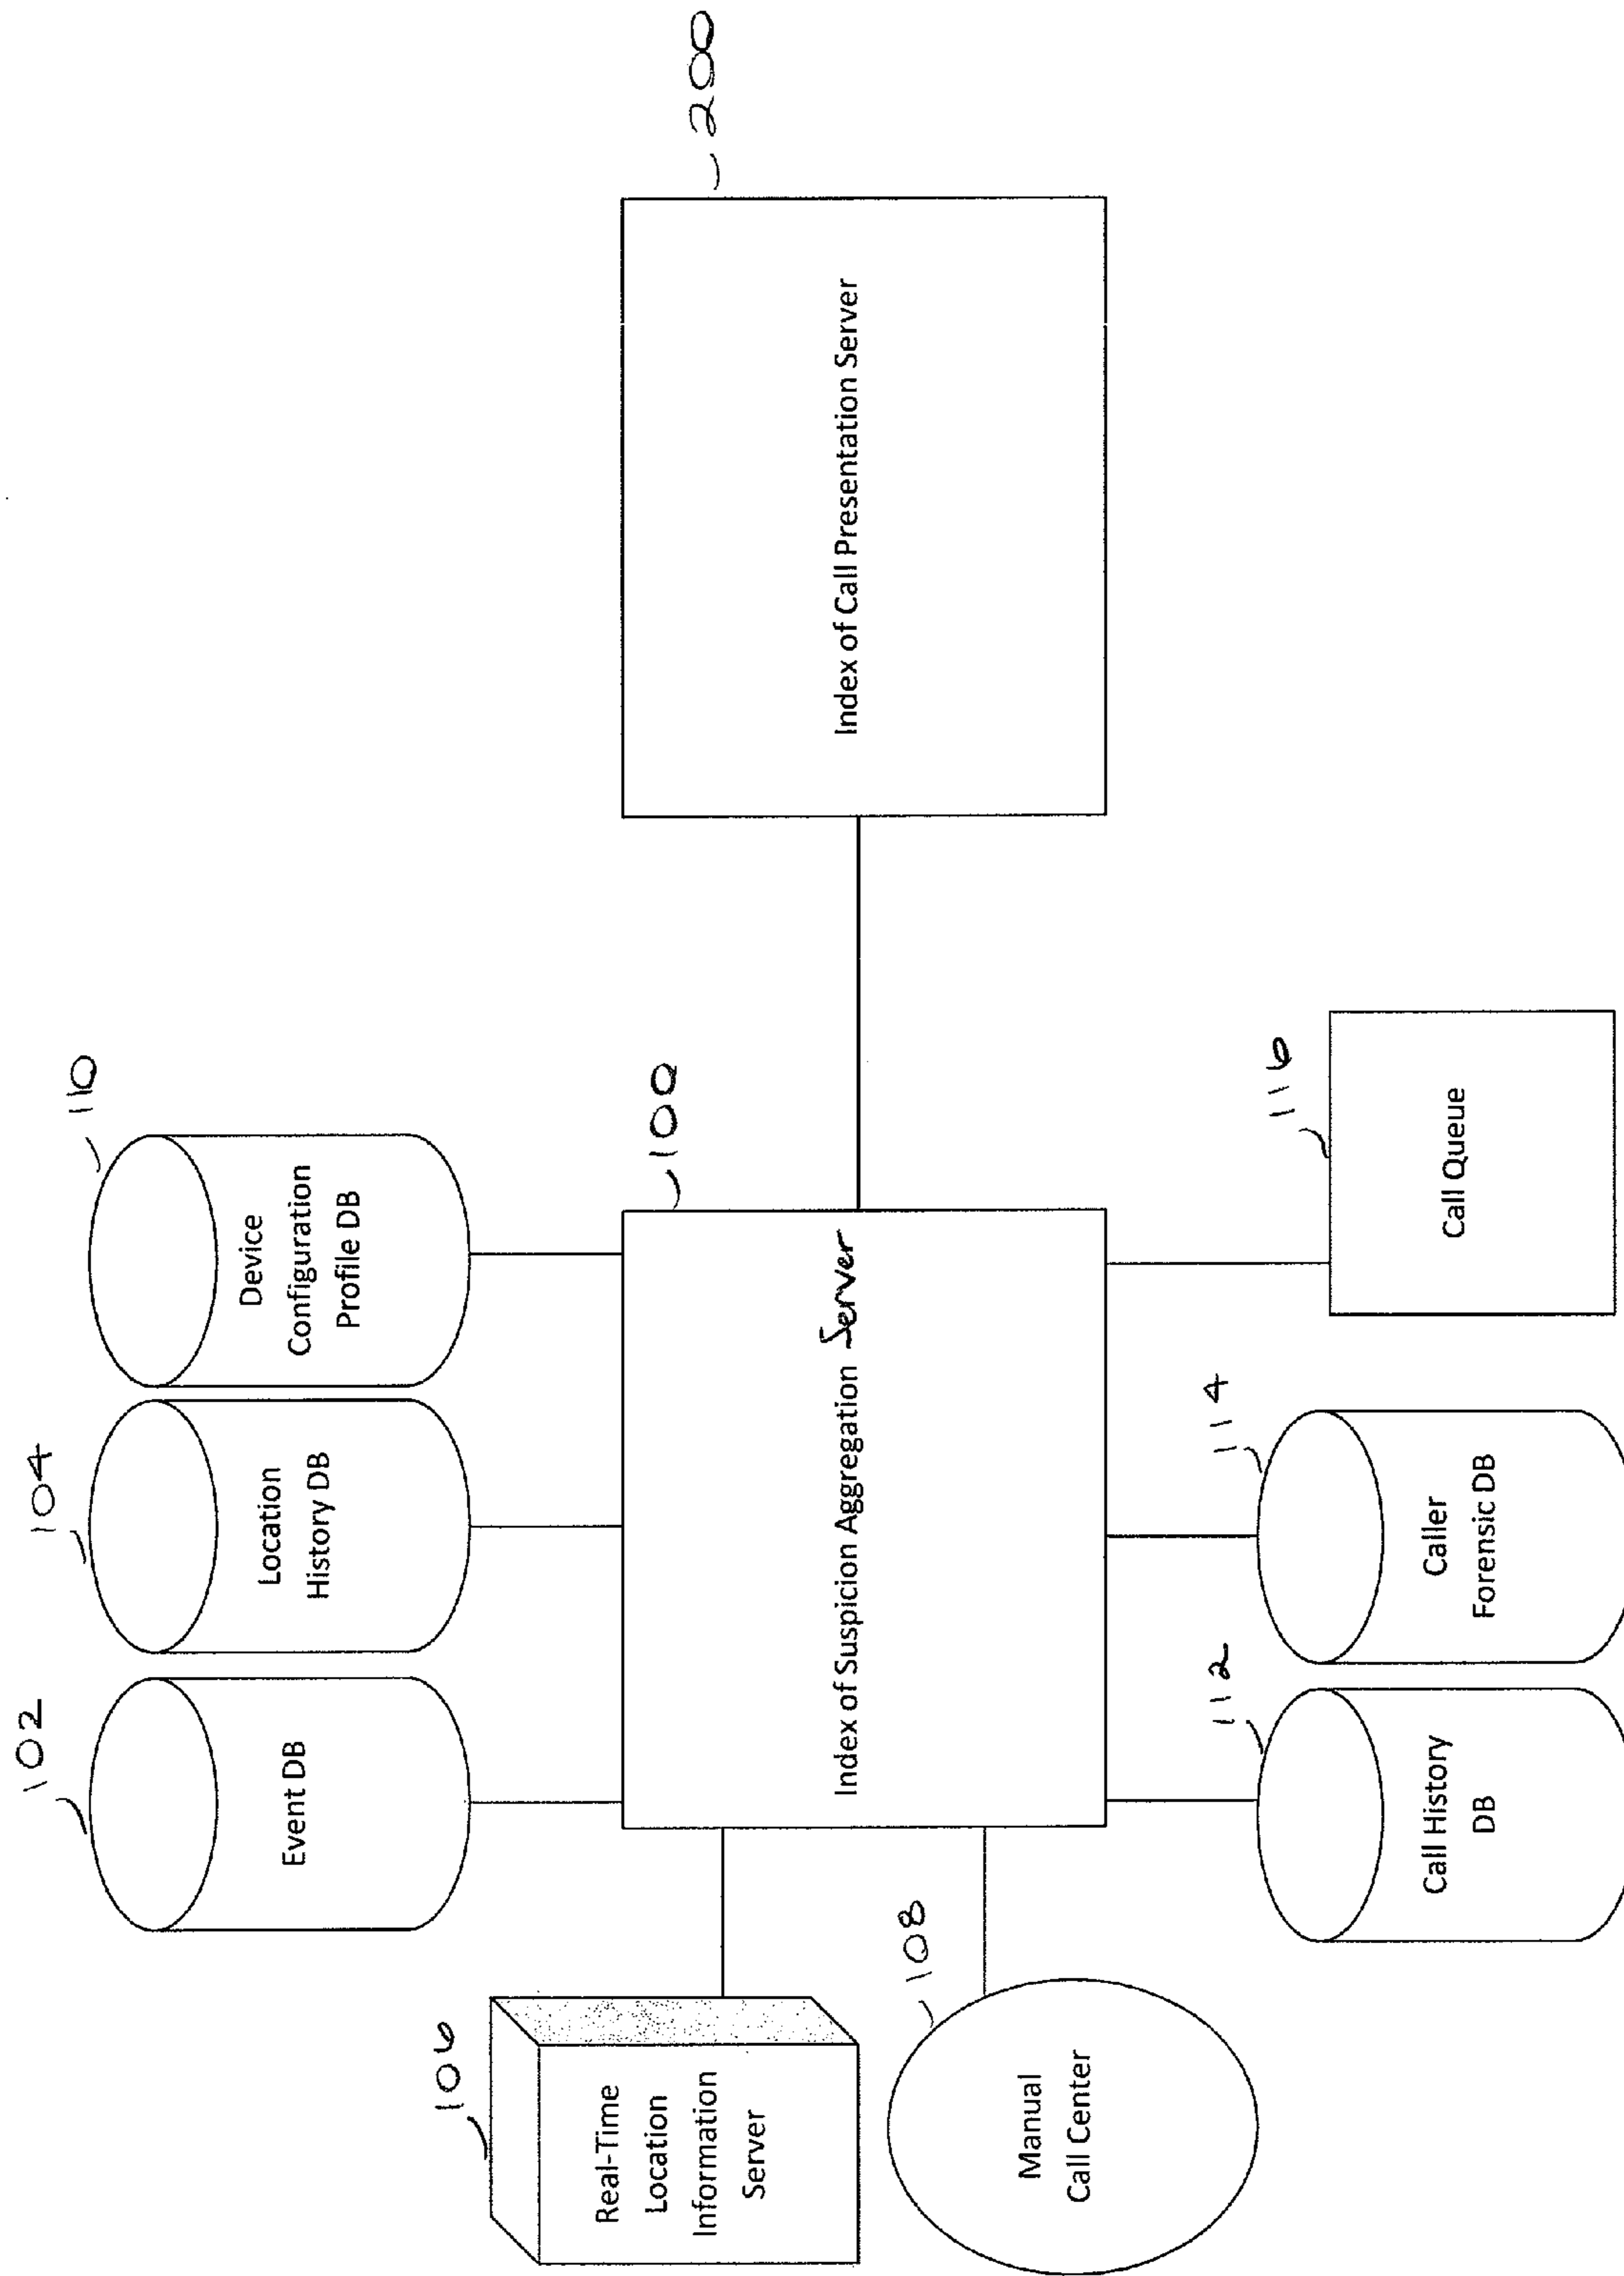 102
104
110
Event DB
Location
History DB
Device
Configuration
Profile DB
106
Real-Time
Location
Information
Server
100
Index of Suspicion Aggregation Server
200
Index of Call Presentation Server
108
Manual
Call Center
112
114
116
Call History
DB
Caller
Forensic DB
Call Queue